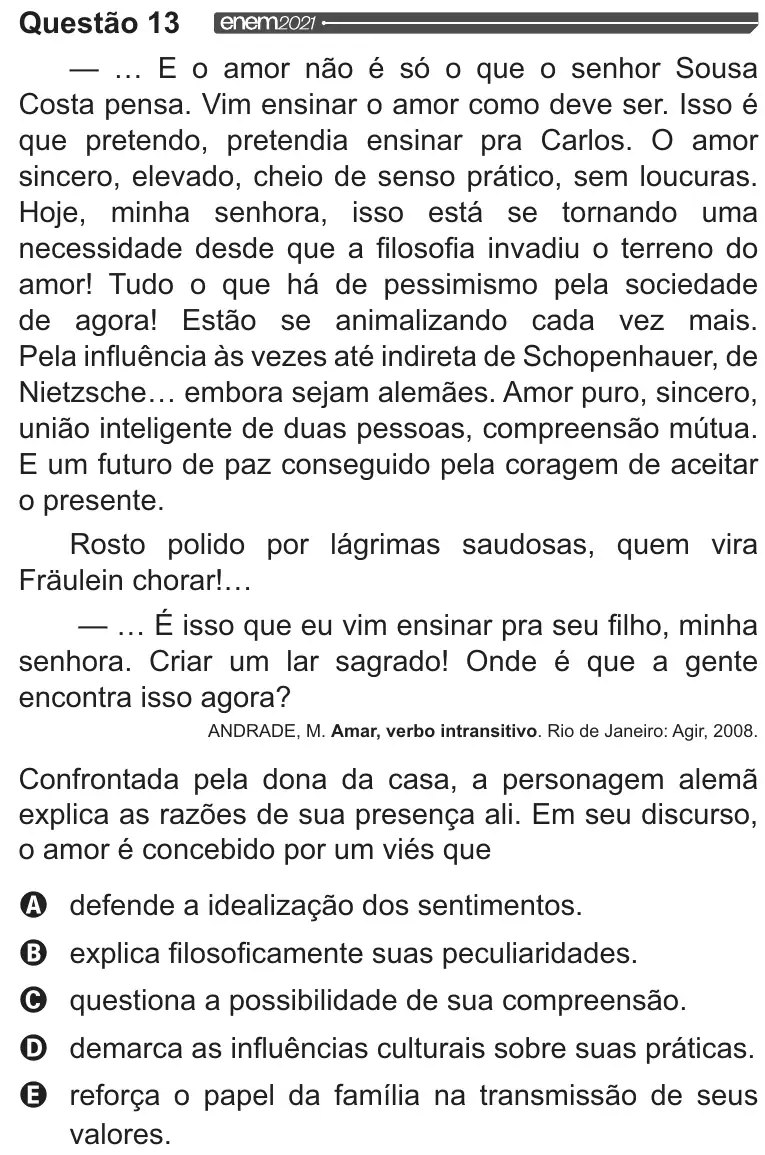 Questão 13 enem2021
— … E o amor não é só o que o senhor Sousa
Costa pensa. Vim ensinar o amor como deve ser. Isso é
que pretendo, pretendia ensinar pra Carlos. O amor
sincero, elevado, cheio de senso prático, sem loucuras.
Hoje, minha senhora, isso está se tornando uma
necessidade desde que a filosofia invadiu o terreno do
amor! Tudo o que há de pessimismo pela sociedade
de agora! Estão se animalizando cada vez mais.
Pela influência às vezes até indireta de Schopenhauer, de
Nietzsche… embora sejam alemães. Amor puro, sincero,
união inteligente de duas pessoas, compreensão mútua.
E um futuro de paz conseguido pela coragem de aceitar
o presente.
Rosto polido por lágrimas saudosas, quem vira
Fräulein chorar!…
— … É isso que eu vim ensinar pra seu filho, minha
senhora. Criar um lar sagrado! Onde é que a gente
encontra isso agora?
ANDRADE, M. Amar, verbo intransitivo. Rio de Janeiro: Agir, 2008.
Confrontada pela dona da casa, a personagem alemã
explica as razões de sua presença ali. Em seu discurso,
o amor é concebido por um viés que
A defende a idealização dos sentimentos.
B explica filosoficamente suas peculiaridades.
C questiona a possibilidade de sua compreensão.
D demarca as influências culturais sobre suas práticas.
E reforça o papel da família na transmissão de seus
valores.